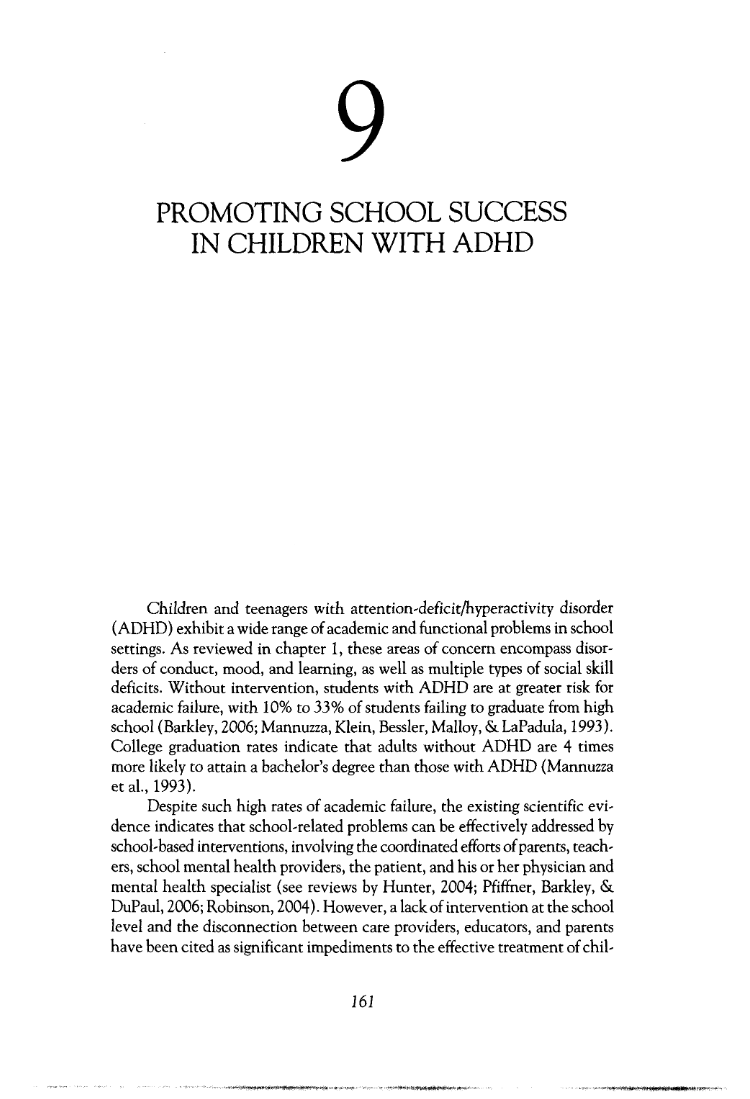 9
PROMOTING SCHOOL SUCCESS
IN CHILDREN WITH ADHD
Children and teenagers with attention-deficit/hyperactivity disorder
(ADHD) exhibit a wide range of academic and functional problems in school
settings. As reviewed in chapter 1, these areas of concern encompass disor-
ders of conduct, mood, and learning, as well as multiple types of social skill
deficits. Without intervention, students with ADHD are at greater risk for
academic failure, with 10% to 33% of students failing to graduate from high
school (Barkley, 2006; Mannuzza, Klein, Bessler, Malloy, & LaPadula, 1993).
College graduation rates indicate that adults without ADHD are 4 times
more likely to attain a bachelor's degree than those with ADHD (Mannuzza
et al., 1993).
Despite such high rates of academic failure, the existing scientific evi-
dence indicates that school-related problems can be effectively addressed by
school-based interventions, involving the coordinated efforts of parents, teach-
ers, school mental health providers, the patient, and his or her physician and
mental health specialist (see reviews by Hunter, 2004; Pfiffner, Barkley, &
DuPaul, 2006; Robinson, 2004). However, a lack of intervention at the school
level and the disconnection between care providers, educators, and parents
have been cited as significant impediments to the effective treatment of chil-
161